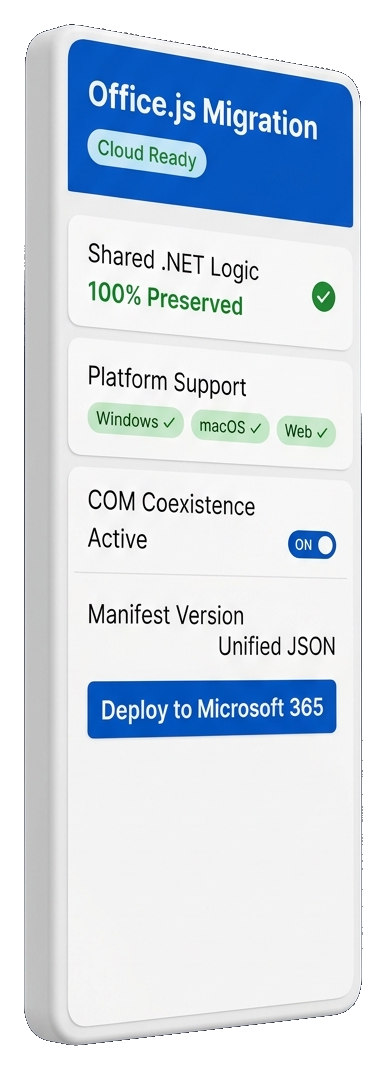 Office.js Migration
Cloud Ready
Shared .NET Logic
100% Preserved
Platform Support
Windows ✓ macOS ✓ Web ✓
COM Coexistence
Active ON
Manifest Version
Unified JSON
Deploy to Microsoft 365